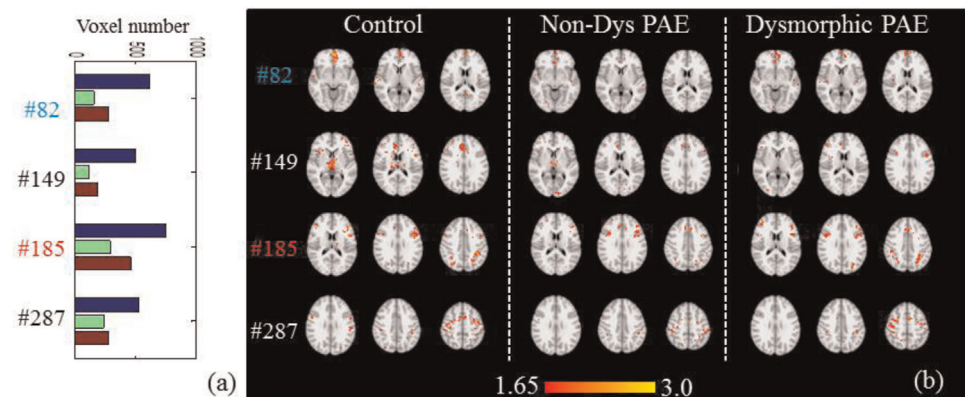 Voxel number
0 500 1000
#82
#149
#185
#287
(a)
Control Non-Dys PAE Dysmorphic PAE
#82
#149
#185
#287
1.65 3.0 (b)